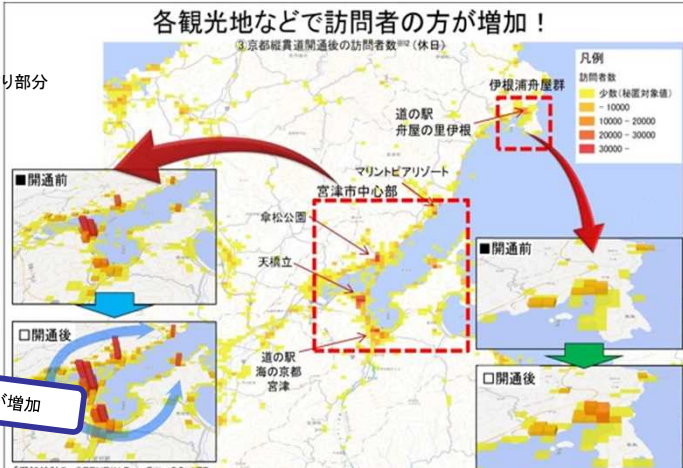 各観光地などで訪問者の方が増加！
③京都縦貫道開通後の訪問者数※2(休日)
り部分
凡例
訪問者数
少数(秘匿対象値)
- 10000
10000 - 20000
20000 - 30000
30000 -
伊根浦舟屋群
道の駅
舟屋の里伊根
マリントピアリゾート
宮津市中心部
傘松公園
天橋立
道の駅
海の京都
宮津
■開通前
□開通後
■開通前
□開通後
増加